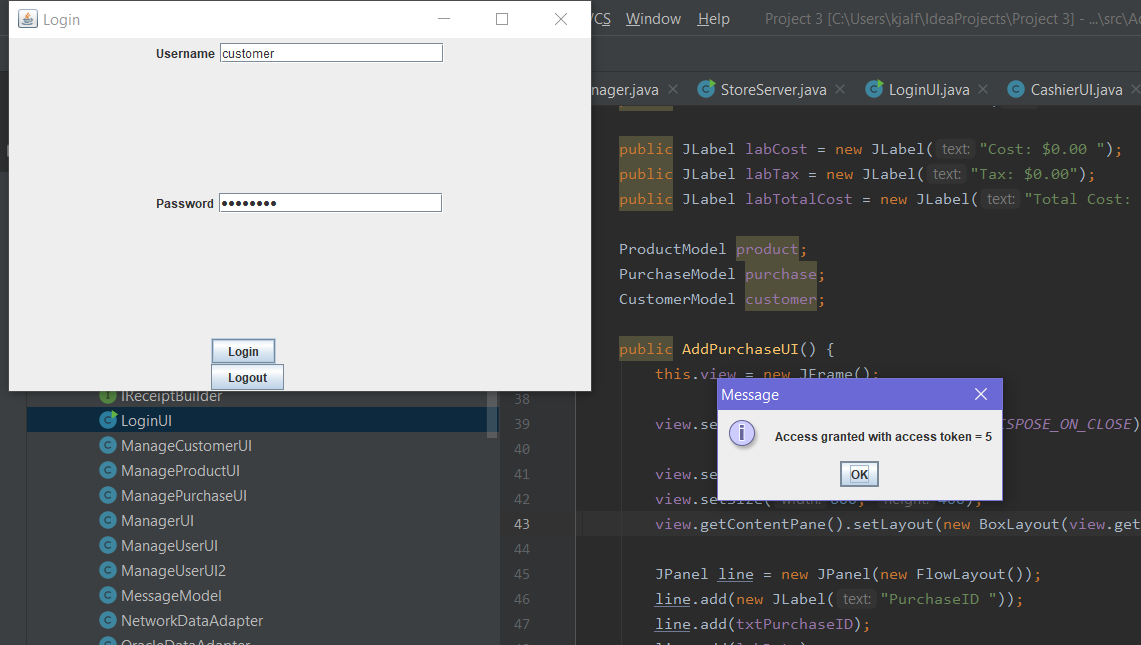 Login
Username customer
Password ••••••••
Login
Logout
/CS Window Help Project 3 [C:\Users\kjalf\IdeaProjects\Project 3] - ...\src\Ad
nager.java StoreServer.java LoginUI.java CashierUI.java
public JLabel labCost = new JLabel( text: "Cost: $0.00 ");
public JLabel labTax = new JLabel( text: "Tax: $0.00");
public JLabel labTotalCost = new JLabel( text: "Total Cost:
ProductModel product;
PurchaseModel purchase;
CustomerModel customer;
public AddPurchaseUI() {
this.view = new JFrame();
Message
Access granted with access token = 5
OK
IReceiptBuilder
LoginUI
ManageCustomerUI
ManageProductUI
ManagePurchaseUI
ManagerUI
ManageUserUI
ManageUserUI2
MessageModel
NetworkDataAdapter
OracleDataAdapter
38
39 view.se ISPOSE_ON_CLOSE)
40
41 view.se
42 view.setSize( width: 600, height: 400);
43 view.getContentPane().setLayout(new BoxLayout(view.get
44
45 JPanel line = new JPanel(new FlowLayout());
46 line.add(new JLabel( text: "PurchaseID "));
47 line.add(txtPurchaseID);